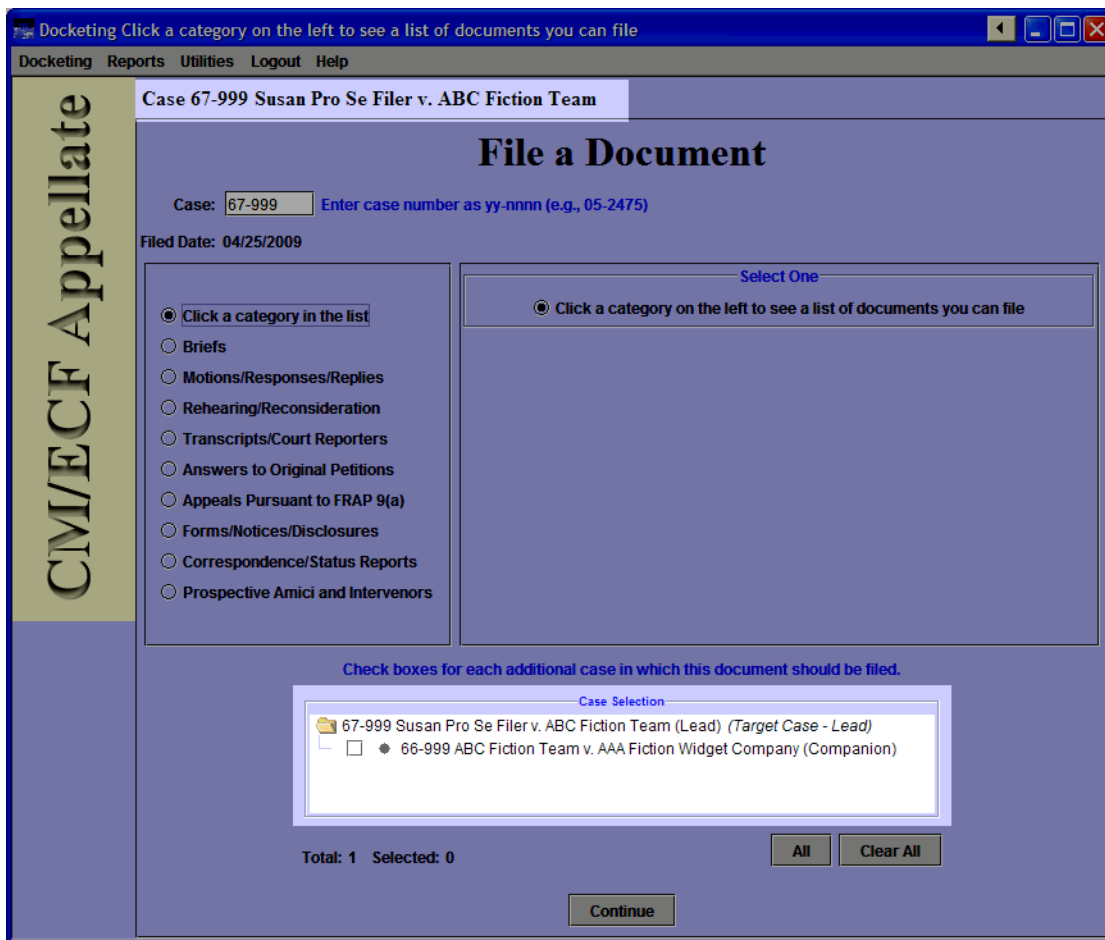 Docketing Click a category on the left to see a list of documents you can file
Docketing Reports Utilities Logout Help
CM/ECF Appellate
Case 67-999 Susan Pro Se Filer v. ABC Fiction Team
File a Document
Case: 67-999 Enter case number as yy-nnnn (e.g., 05-2475)
Filed Date: 04/25/2009
Click a category in the list
Briefs
Motions/Responses/Replies
Rehearing/Reconsideration
Transcripts/Court Reporters
Answers to Original Petitions
Appeals Pursuant to FRAP 9(a)
Forms/Notices/Disclosures
Correspondence/Status Reports
Prospective Amici and Intervenors
Select One
Click a category on the left to see a list of documents you can file
Check boxes for each additional case in which this document should be filed.
Case Selection
67-999 Susan Pro Se Filer v. ABC Fiction Team (Lead) (Target Case - Lead)
66-999 ABC Fiction Team v. AAA Fiction Widget Company (Companion)
Total: 1 Selected: 0
All Clear All
Continue